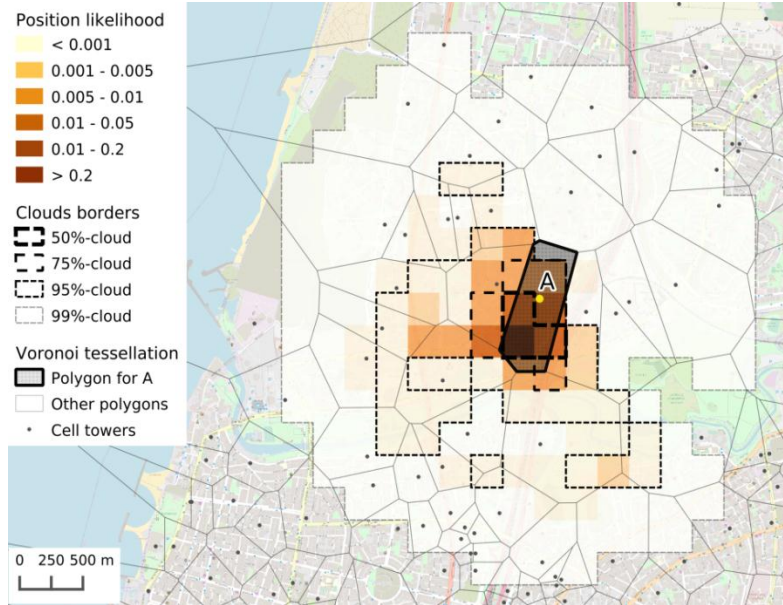 Position likelihood
< 0.001
0.001 - 0.005
0.005 - 0.01
0.01 - 0.05
0.01 - 0.2
> 0.2
Clouds borders
50%-cloud
75%-cloud
95%-cloud
99%-cloud
Voronoi tessellation
Polygon for A
Other polygons
Cell towers
A
0 250 500 m